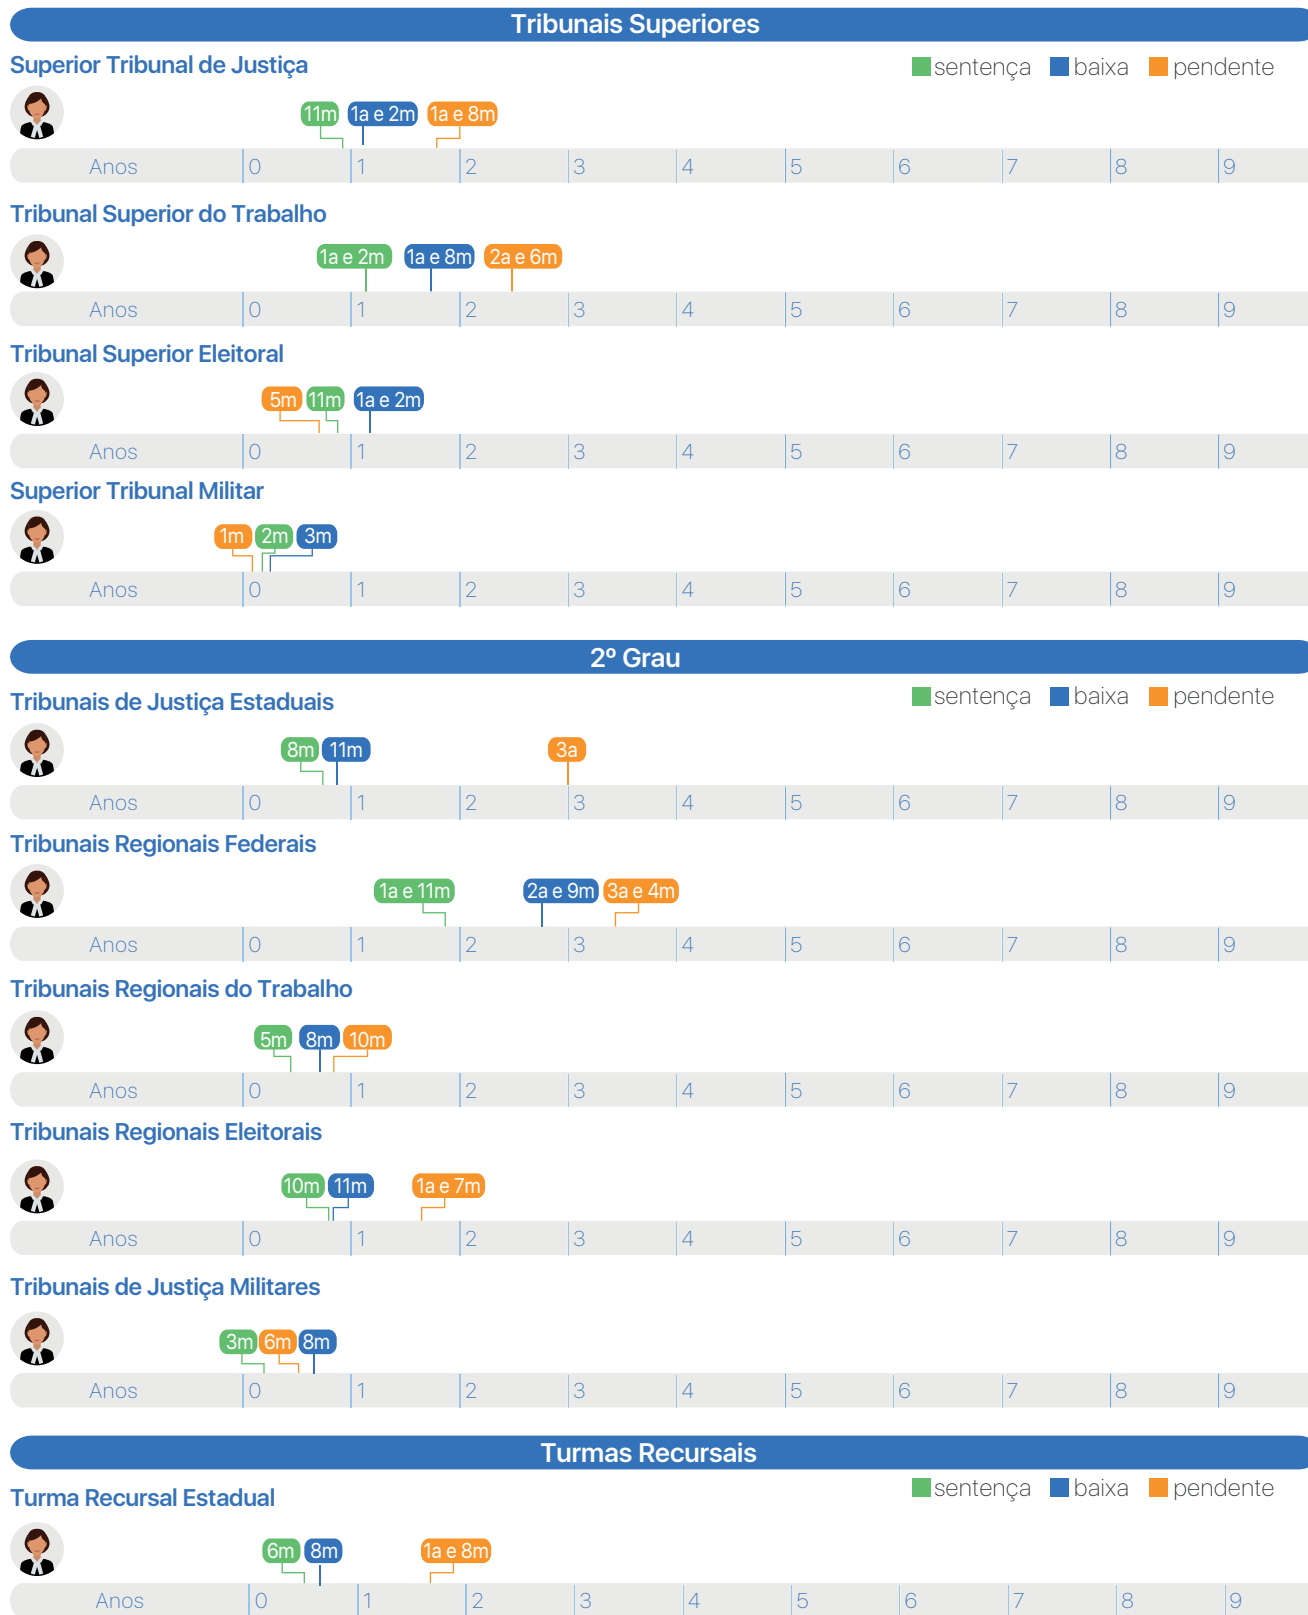 Tribunais Superiores
Superior Tribunal de Justiça
sentença baixa pendente
11m 1a e 2m 1a e 8m
Anos 0 1 2 3 4 5 6 7 8 9
Tribunal Superior do Trabalho
1a e 2m 1a e 8m 2a e 6m
Anos 0 1 2 3 4 5 6 7 8 9
Tribunal Superior Eleitoral
5m 11m 1a e 2m
Anos 0 1 2 3 4 5 6 7 8 9
Superior Tribunal Militar
1m 2m 3m
Anos 0 1 2 3 4 5 6 7 8 9
2º Grau
Tribunais de Justiça Estaduais
sentença baixa pendente
8m 11m 3a
Anos 0 1 2 3 4 5 6 7 8 9
Tribunais Regionais Federais
1a e 11m 2a e 9m 3a e 4m
Anos 0 1 2 3 4 5 6 7 8 9
Tribunais Regionais do Trabalho
5m 8m 10m
Anos 0 1 2 3 4 5 6 7 8 9
Tribunais Regionais Eleitorais
10m 11m 1a e 7m
Anos 0 1 2 3 4 5 6 7 8 9
Tribunais de Justiça Militares
3m 6m 8m
Anos 0 1 2 3 4 5 6 7 8 9
Turmas Recursais
Turma Recursal Estadual
sentença baixa pendente
6m 8m 1a e 8m
Anos 0 1 2 3 4 5 6 7 8 9